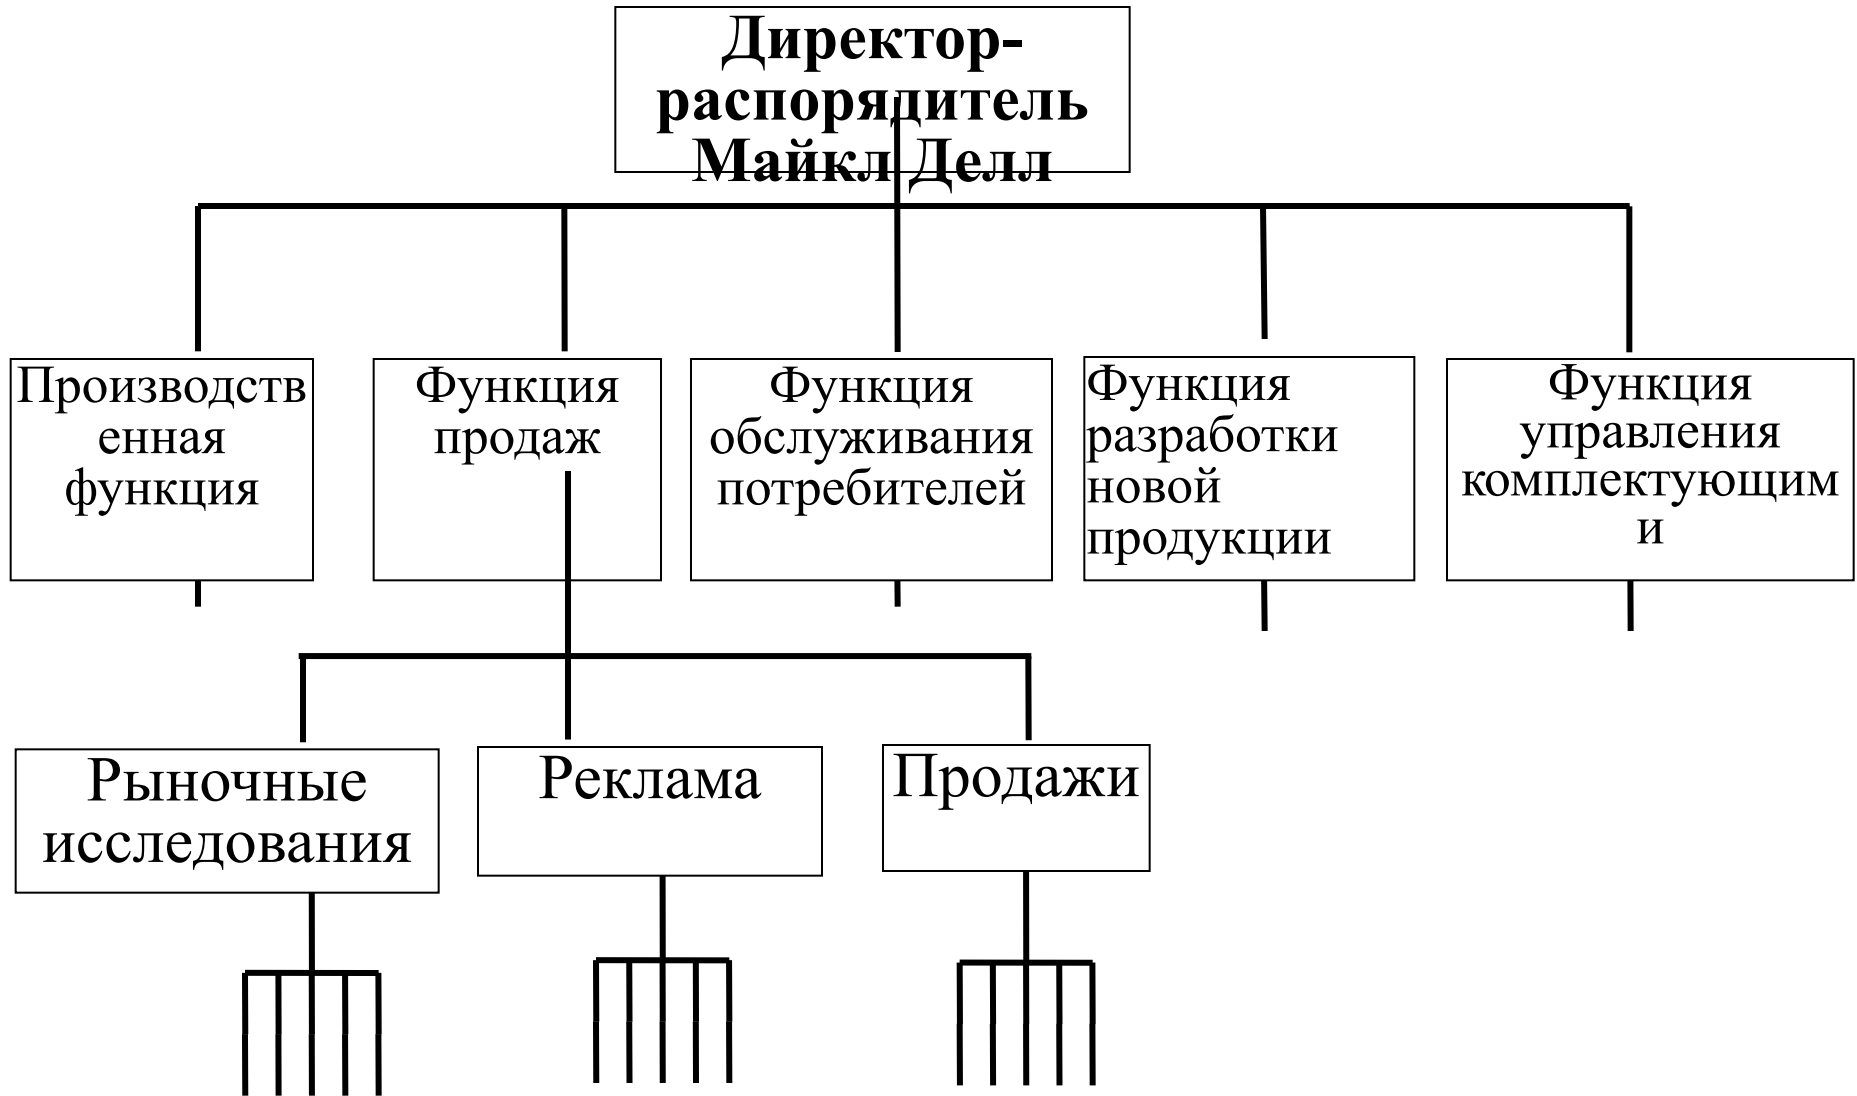 Директор-
распорядитель
Майкл Делл
Производств
енная
функция
Функция
продаж
Функция
обслуживания
потребителей
Функция
разработки
новой
продукции
Функция
управления
комплектующим
и
Рыночные
исследования
Реклама
Продажи